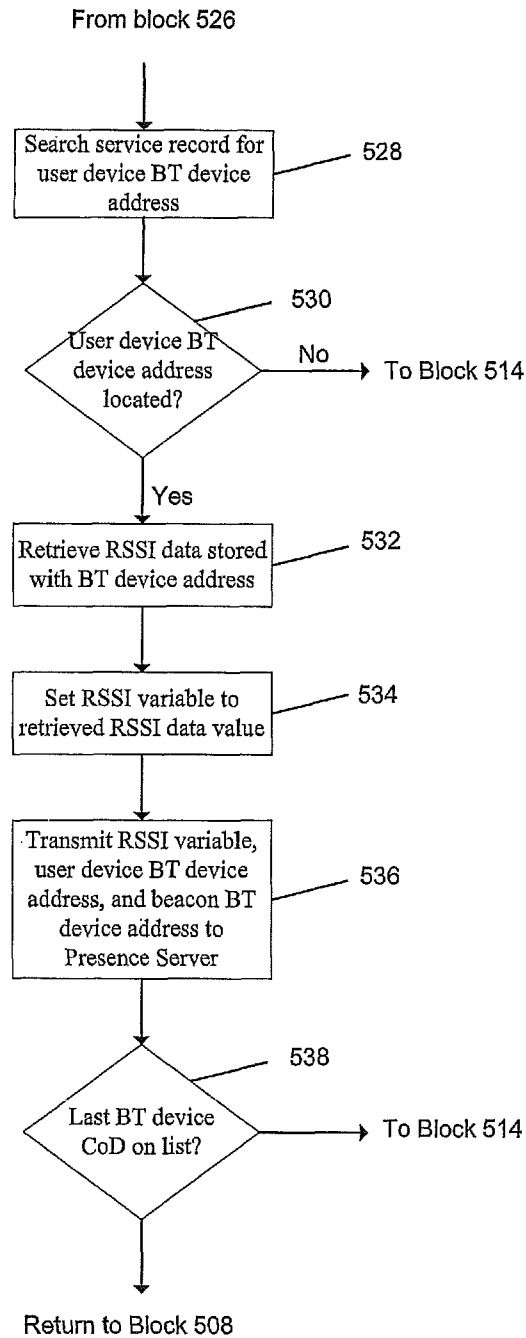 From block 526
Search service record for
user device BT device
address
528
530
User device BT
device address
located?
No
To Block 514
Yes
Retrieve RSSI data stored
with BT device address
532
Set RSSI variable to
retrieved RSSI data value
534
Transmit RSSI variable,
user device BT device
address, and beacon BT
device address to
Presence Server
536
538
Last BT device
CoD on list?
To Block 514
Return to Block 508